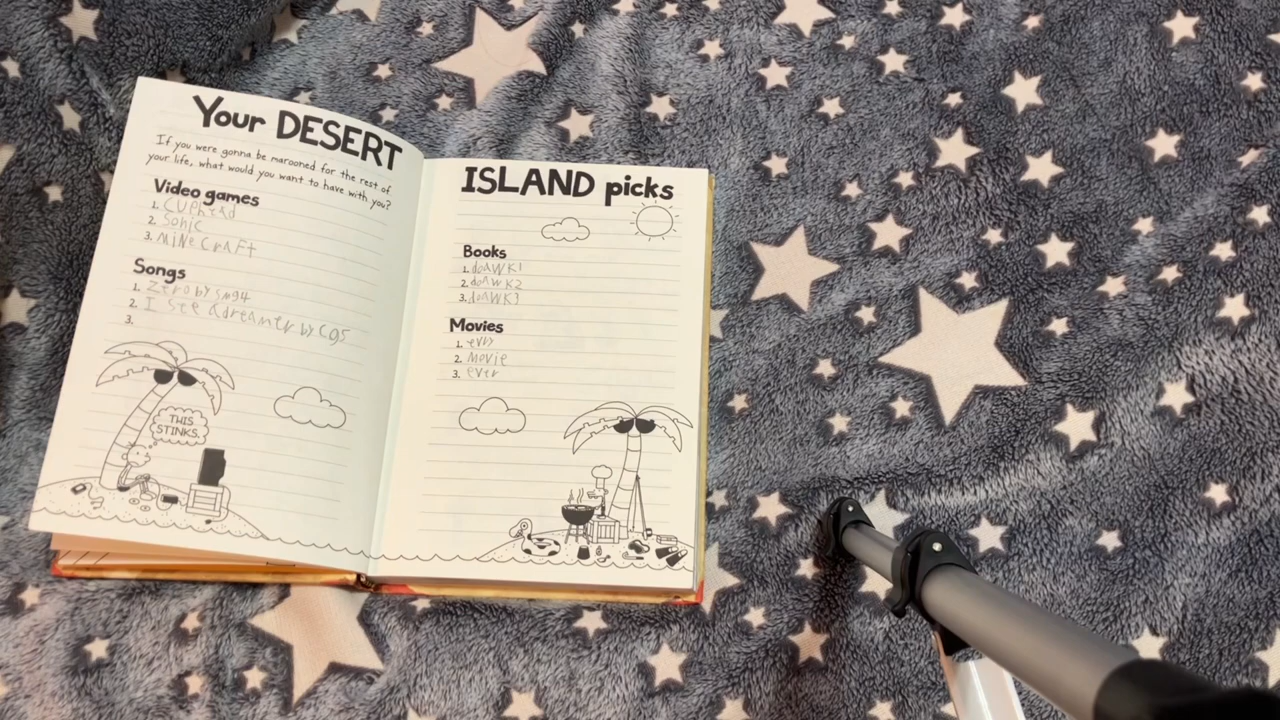 Your DESERT
If you were gonna be marooned for the rest of
your life, what would you want to have with you?
Video games
1. CUPhEAd
2. Sonic
3. MiNeCRAFt
Songs
1. Zero by SM94
2. I see adreamer by CG5
3.
THIS
STINKS.
ISLAND picks
Books
1. doAWK1
2. doAWK2
3. doAWK3
Movies
1. evry
2. Movie
3. ever